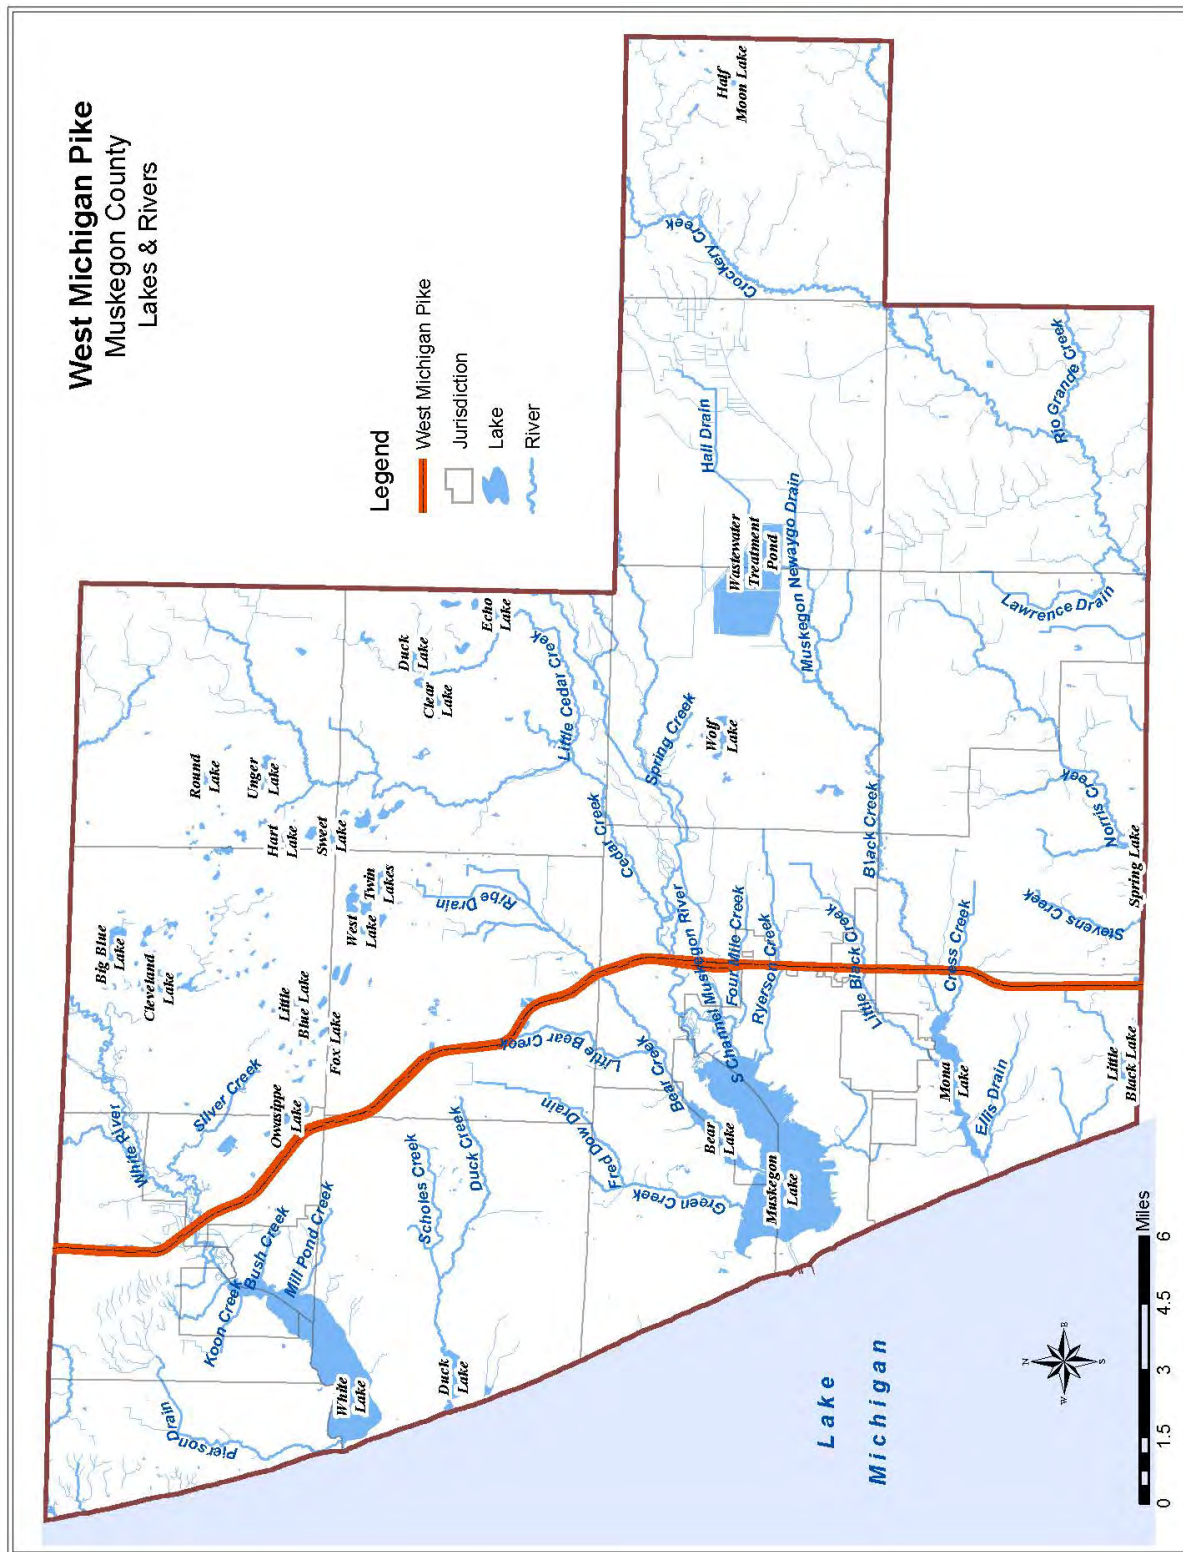 West Michigan Pike
Muskegon County
Lakes & Rivers
Legend
West Michigan Pike
Jurisdiction
Lake
River
Half
Moon Lake
Crockery Creek
Hall Drain
Rio Grande Creek
Wastewater
Treatment
Pond
Muskegon Newaygo Drain
Lawrence Drain
Echo
Lake
Duck
Lake
Clear
Lake
Little Cedar Creek
Spring Creek
Wolf
Lake
Round
Lake
Unger
Lake
Hart
Lake
Sweet
Lake
Cedar Creek
Black Creek
Norris Creek
Spring Lake
Stevens Creek
Big Blue
Lake
Cleveland
Lake
West
Lake
Twin
Lakes
Ribe Drain
Little
Blue Lake
Fox Lake
S Channel Muskegon River
Four Mile Creek
Ryerson Creek
Little Black Creek
Cress Creek
Little Bear Creek
Bear Creek
Mona
Lake
Little
Black Lake
Ellis Drain
White River
Silver Creek
Owasippe
Lake
Scholes Creek
Duck Creek
Fred Dow Drain
Green Creek
Bear
Lake
Muskegon
Lake
Koon Creek
Bush Creek
Mill Pond Creek
Pierson Drain
White
Lake
Duck
Lake
Lake
Michigan
N
E
S
W
0 1.5 3 4.5 6
Miles